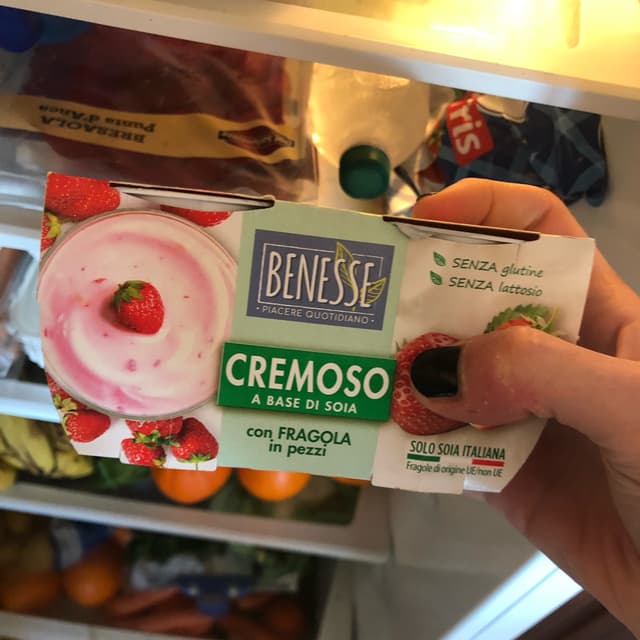 BRESAOLA
Punta d'Anca
ris
BENESSE
• PIACERE QUOTIDIANO •
SENZA glutine
SENZA lattosio
CREMOSO
A BASE DI SOIA
con FRAGOLA
in pezzi
SOLO SOIA ITALIANA
Fragole di origine UE/non UE